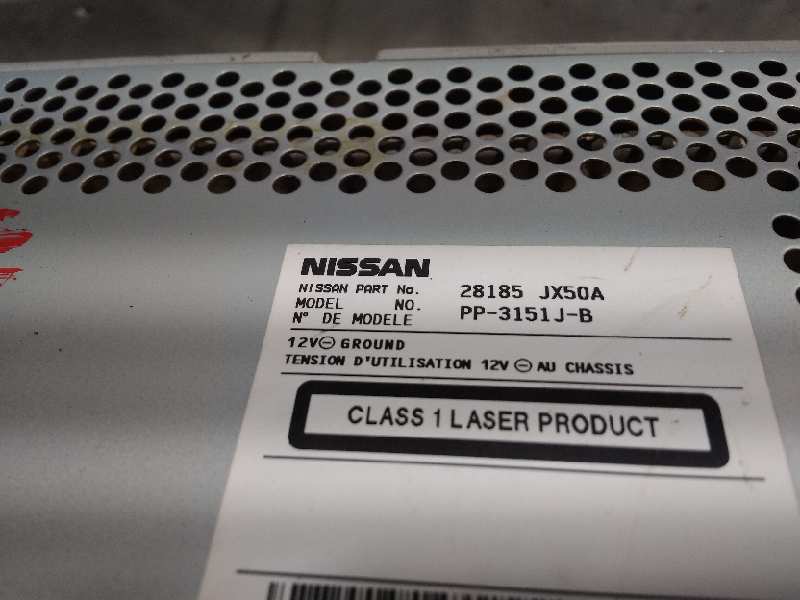 NISSAN
NISSAN PART No. 28185 JX50A
MODEL NO. PP-3151J-B
N° DE MODELE
12V⊖GROUND
TENSION D'UTILISATION 12V ⊖ AU CHASSIS
CLASS 1 LASER PRODUCT